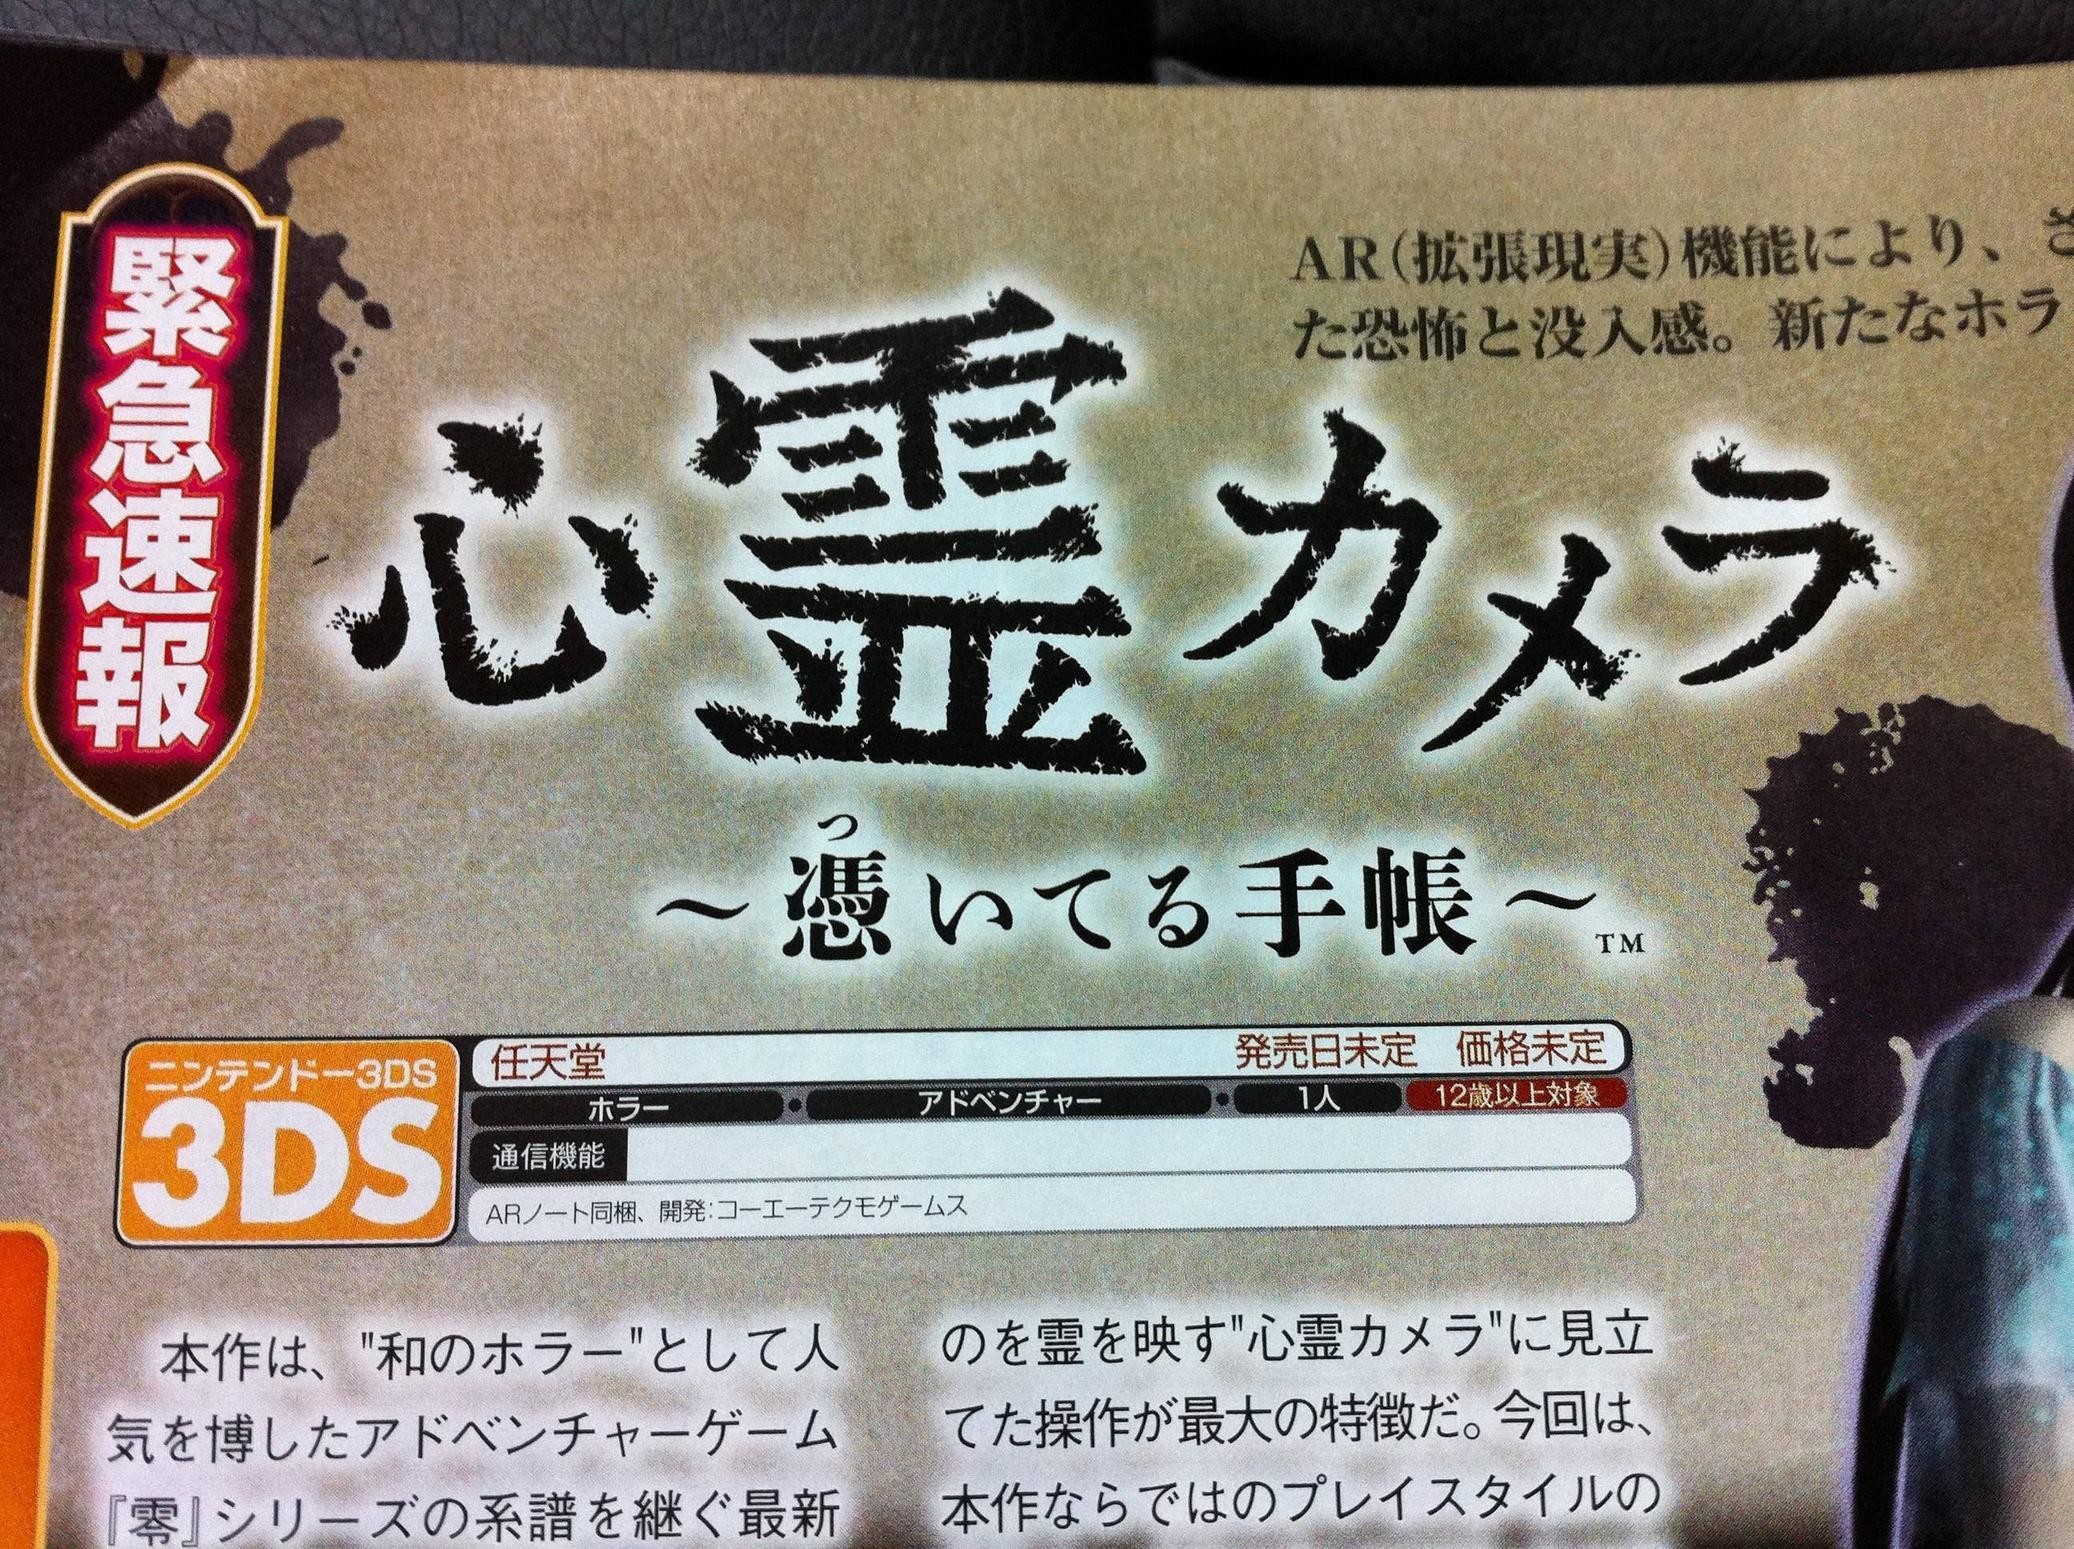 緊急速報
AR(拡張現実)機能により、さ
た恐怖と没入感。新たなホラ
心霊カメラ
つ
～憑いてる手帳～TM
ニンテンドー3DS
3DS
任天堂 発売日未定 価格未定
ホラー・アドベンチャー・1人 12歳以上対象
通信機能
ARノート同梱、開発:コーエーテクモゲームス
本作は、"和のホラー"として人
気を博したアドベンチャーゲーム
『零』シリーズの系譜を継ぐ最新
のを霊を映す"心霊カメラ"に見立
てた操作が最大の特徴だ。今回は、
本作ならではのプレイスタイルの